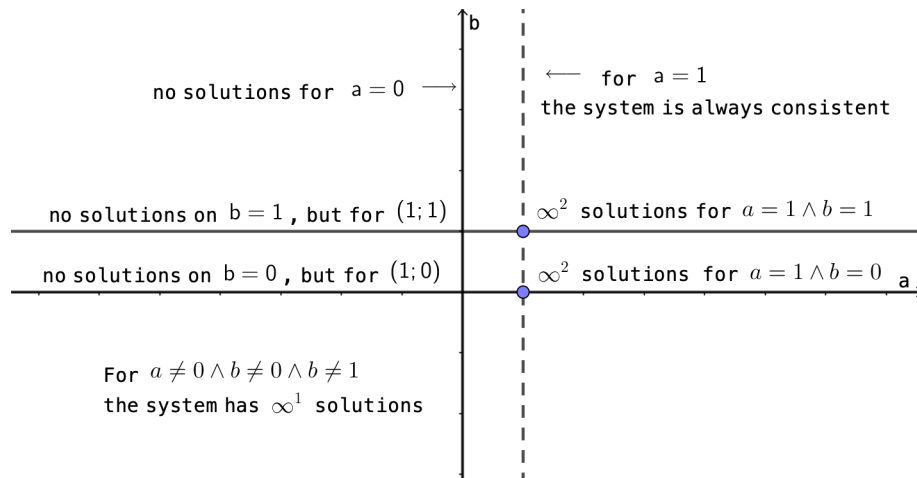 b
no solutions for a = 0 ⟶
⟵ for a = 1
the system is always consistent
no solutions on b = 1 , but for (1; 1)
∞² solutions for a = 1 ∧ b = 1
no solutions on b = 0 , but for (1; 0)
∞² solutions for a = 1 ∧ b = 0
a
For a ≠ 0 ∧ b ≠ 0 ∧ b ≠ 1
the system has ∞¹ solutions